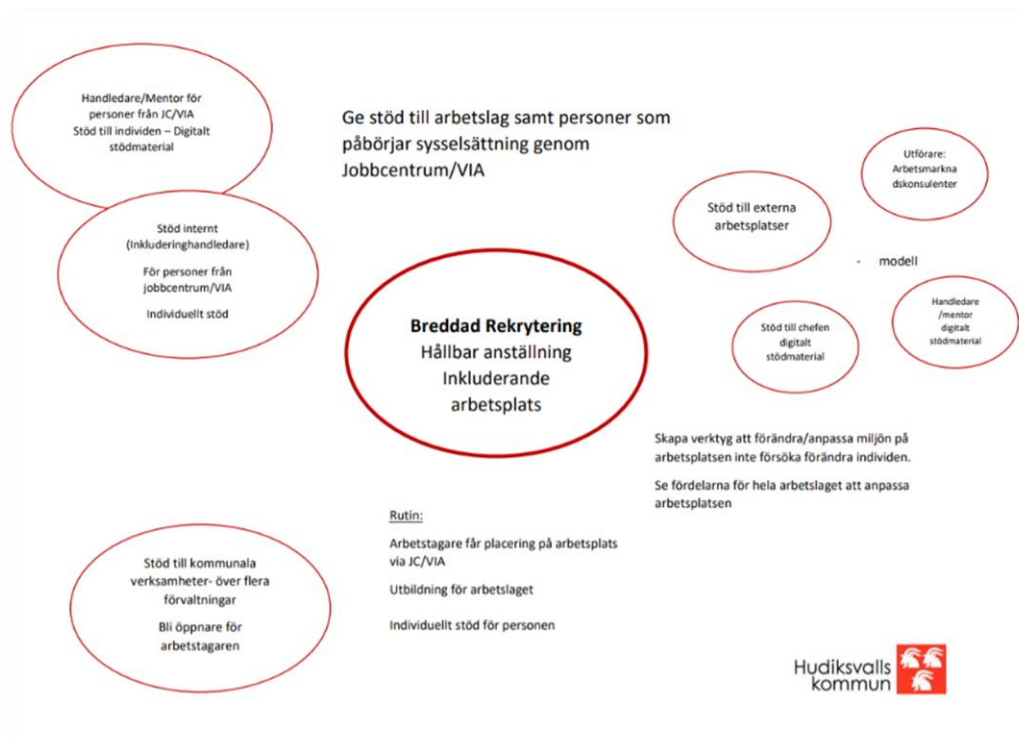 Handledare/Mentor för
personer från JC/VIA
Stöd till individen – Digitalt
stödmaterial
Ge stöd till arbetslag samt personer som
påbörjar sysselsättning genom
Jobbcentrum/VIA
Utförare:
Arbetsmarkna
dskonsulenter
Stöd till externa
arbetsplatser
Stöd internt
(Inkluderinghandledare)
För personer från
jobbcentrum/VIA
Individuellt stöd
- modell
Handledare
/mentor
digitalt
stödmaterial
Stöd till chefen
digitalt
stödmaterial
Breddad Rekrytering
Hållbar anställning
Inkluderande
arbetsplats
Skapa verktyg att förändra/anpassa miljön på
arbetsplatsen inte försöka förändra individen.
Se fördelarna för hela arbetslaget att anpassa
arbetsplatsen
Rutin:
Arbetstagare får placering på arbetsplats
via JC/VIA
Utbildning för arbetslaget
Individuellt stöd för personen
Stöd till kommunala
verksamheter- över flera
förvaltningar
Bli öppnare för
arbetstagaren
Hudiksvalls
kommun